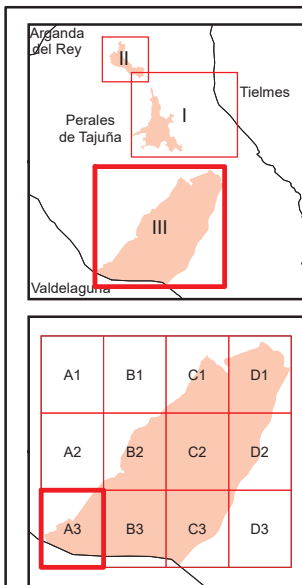 Arganda
del Rey
II
Tielmes
I
Perales
de Tajuña
III
Valdelaguna
A1 B1 C1 D1
A2 B2 C2 D2
A3 B3 C3 D3